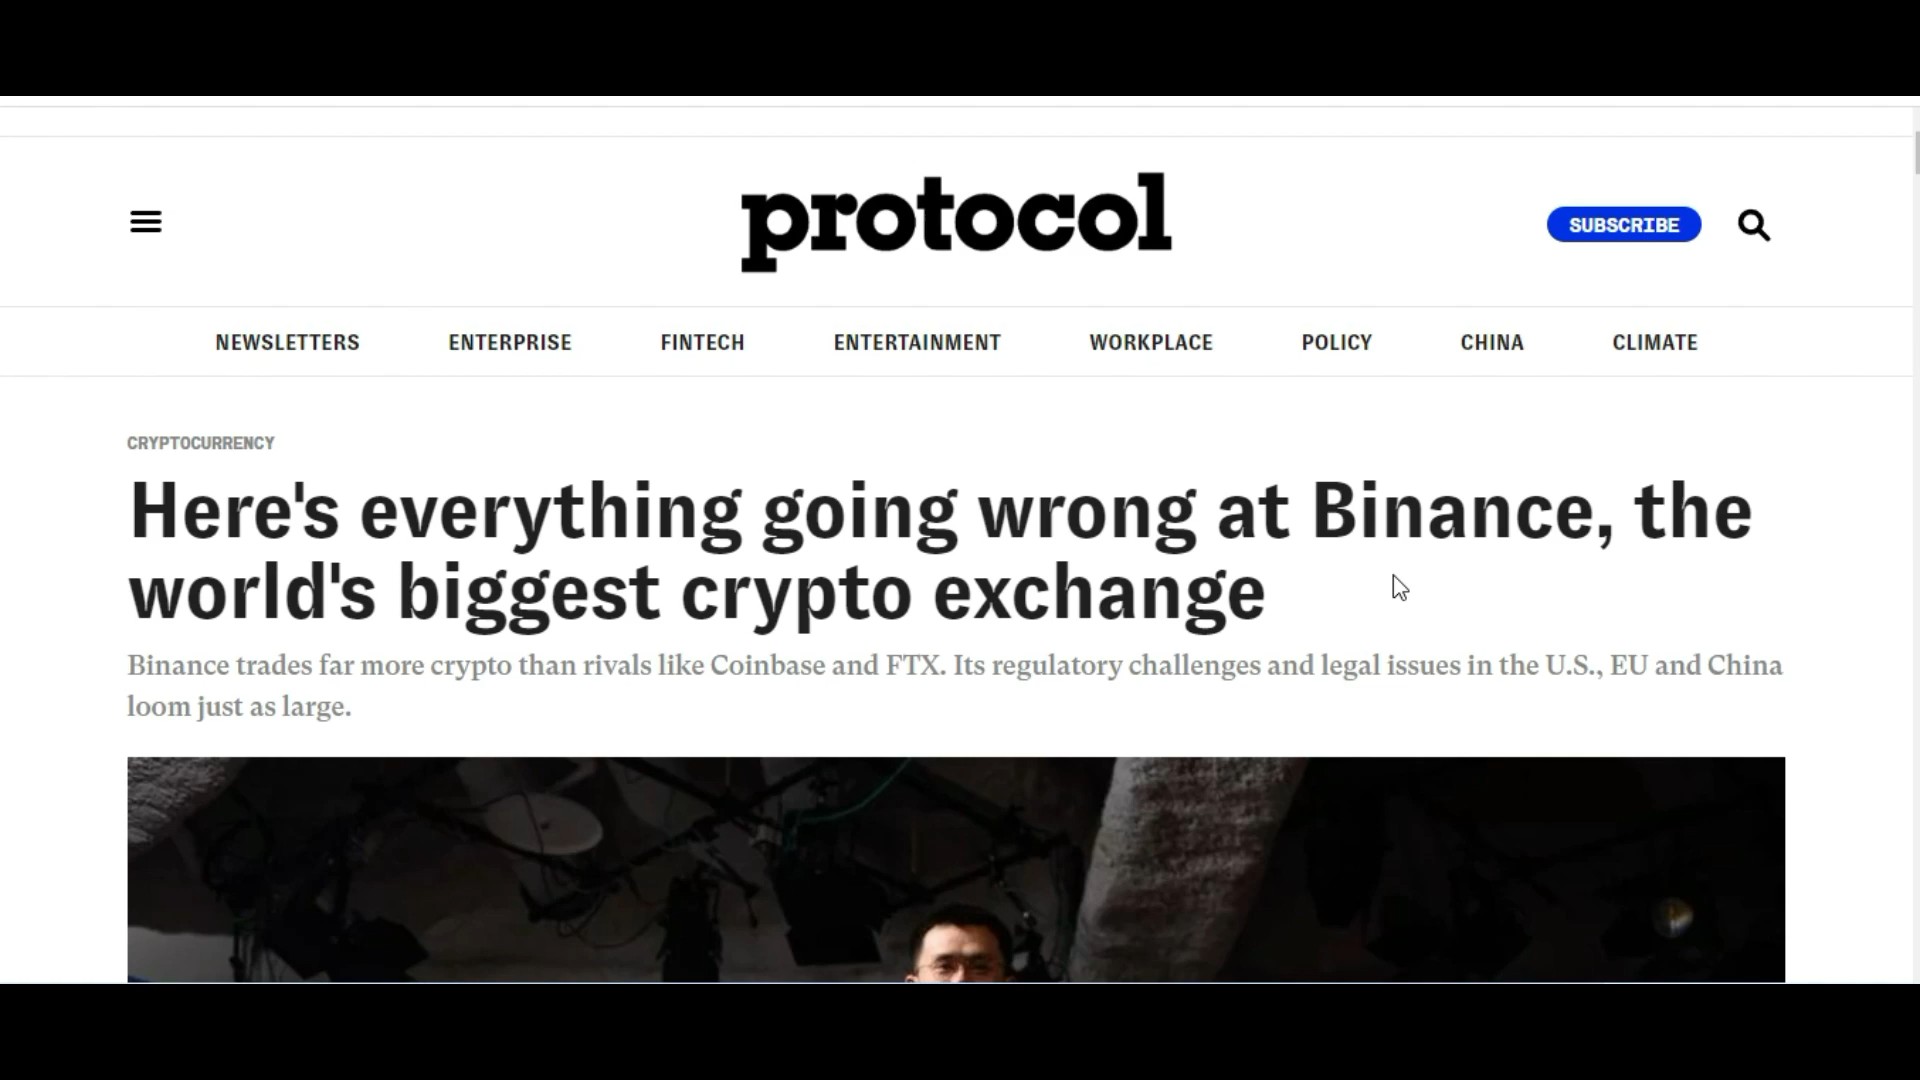 protocol
SUBSCRIBE
NEWSLETTERS ENTERPRISE FINTECH ENTERTAINMENT WORKPLACE POLICY CHINA CLIMATE
CRYPTOCURRENCY
Here's everything going wrong at Binance, the
world's biggest crypto exchange
Binance trades far more crypto than rivals like Coinbase and FTX. Its regulatory challenges and legal issues in the U.S., EU and China
loom just as large.